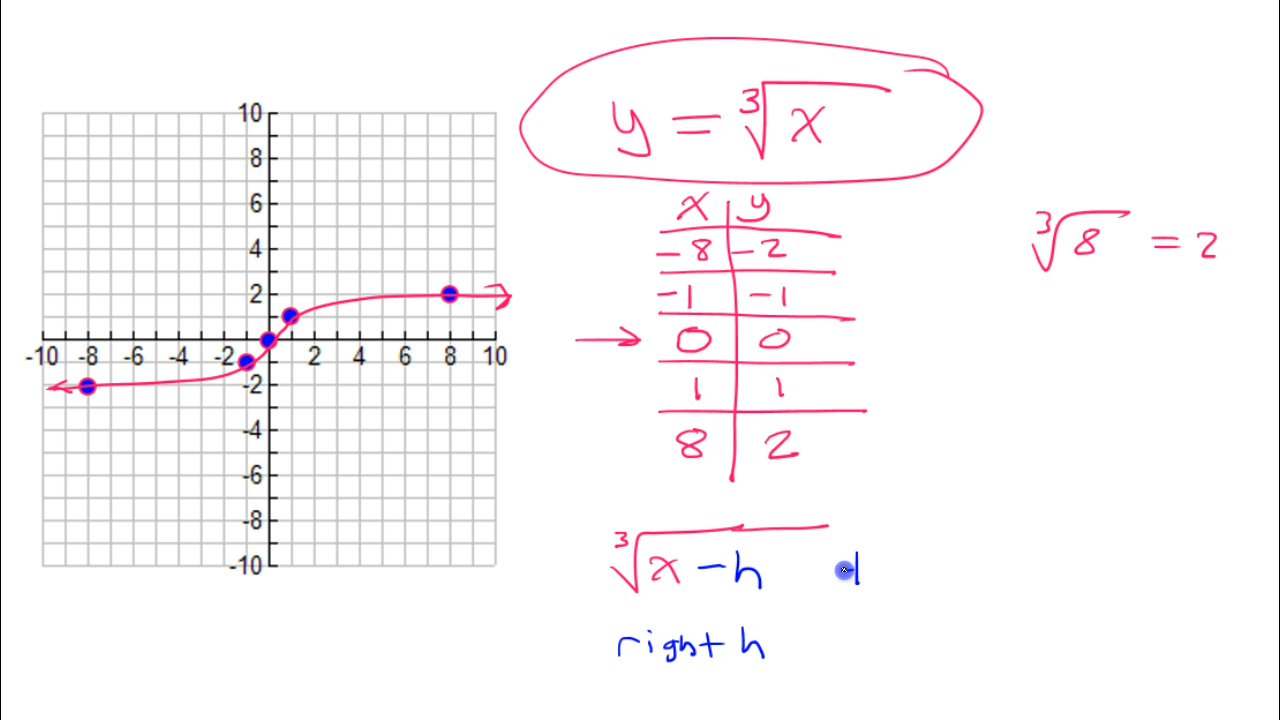 y = ∛x
x y
-8 -2
-1 -1
→ 0 0
1 1
8 2
∛8 = 2
∛x - h
right h
10
8
6
4
2
-10 -8 -6 -4 -2 2 4 6 8 10
-2
-4
-6
-8
-10